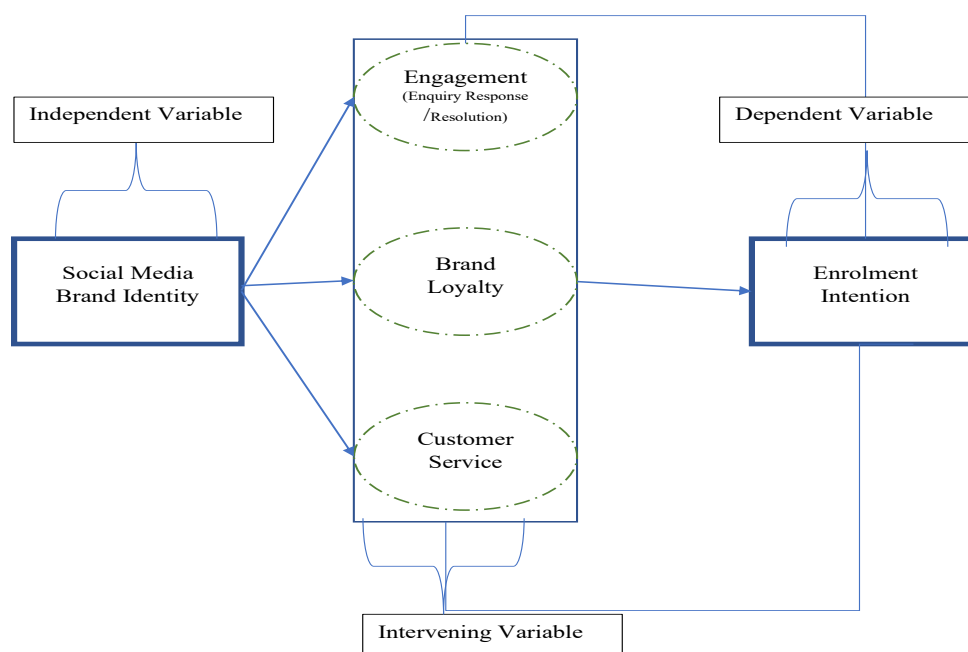 Engagement
(Enquiry Response
/Resolution)
Independent Variable
Dependent Variable
Social Media
Brand Identity
Brand
Loyalty
Enrolment
Intention
Customer
Service
Intervening Variable